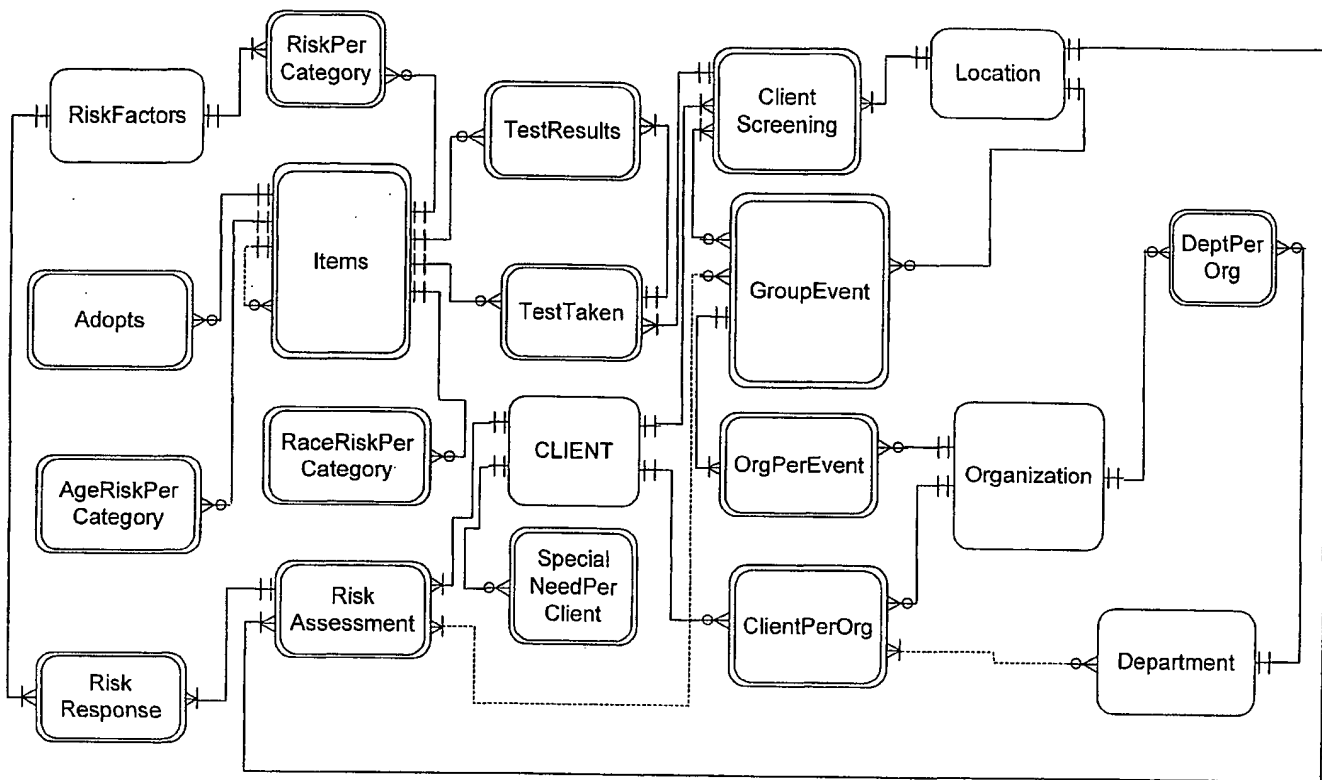 RiskPer
Category
RiskFactors
Client
Screening
Location
TestResults
Items
DeptPer
Org
GroupEvent
Adopts
TestTaken
RaceRiskPer
Category
CLIENT
OrgPerEvent
Organization
AgeRiskPer
Category
Special
NeedPer
Client
Risk
Assessment
ClientPerOrg
Department
Risk
Response